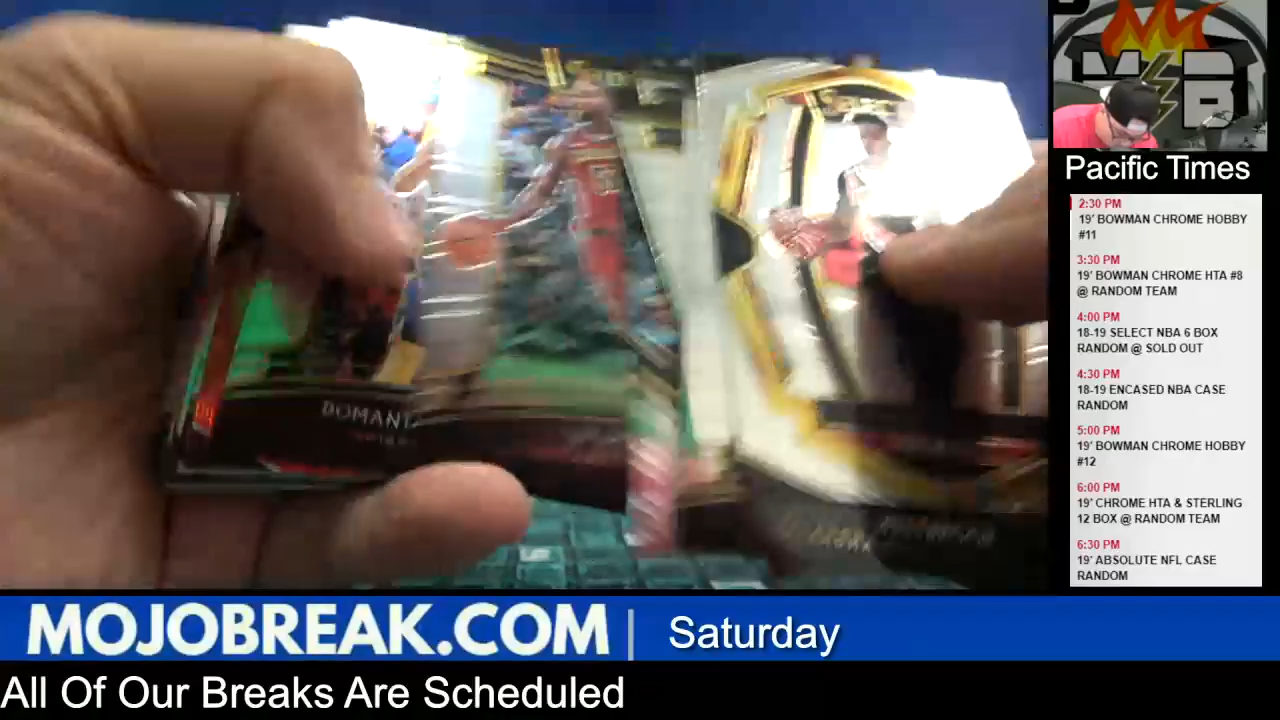 Pacific Times
2:30 PM
19' BOWMAN CHROME HOBBY
#11
3:30 PM
19' BOWMAN CHROME HTA #8
@ RANDOM TEAM
4:00 PM
18-19 SELECT NBA 6 BOX
RANDOM @ SOLD OUT
4:30 PM
18-19 ENCASED NBA CASE
RANDOM
5:00 PM
19' BOWMAN CHROME HOBBY
#12
6:00 PM
19' CHROME HTA & STERLING
12 BOX @ RANDOM TEAM
6:30 PM
19' ABSOLUTE NFL CASE
RANDOM
MOJOBREAK.COM | Saturday
All Of Our Breaks Are Scheduled